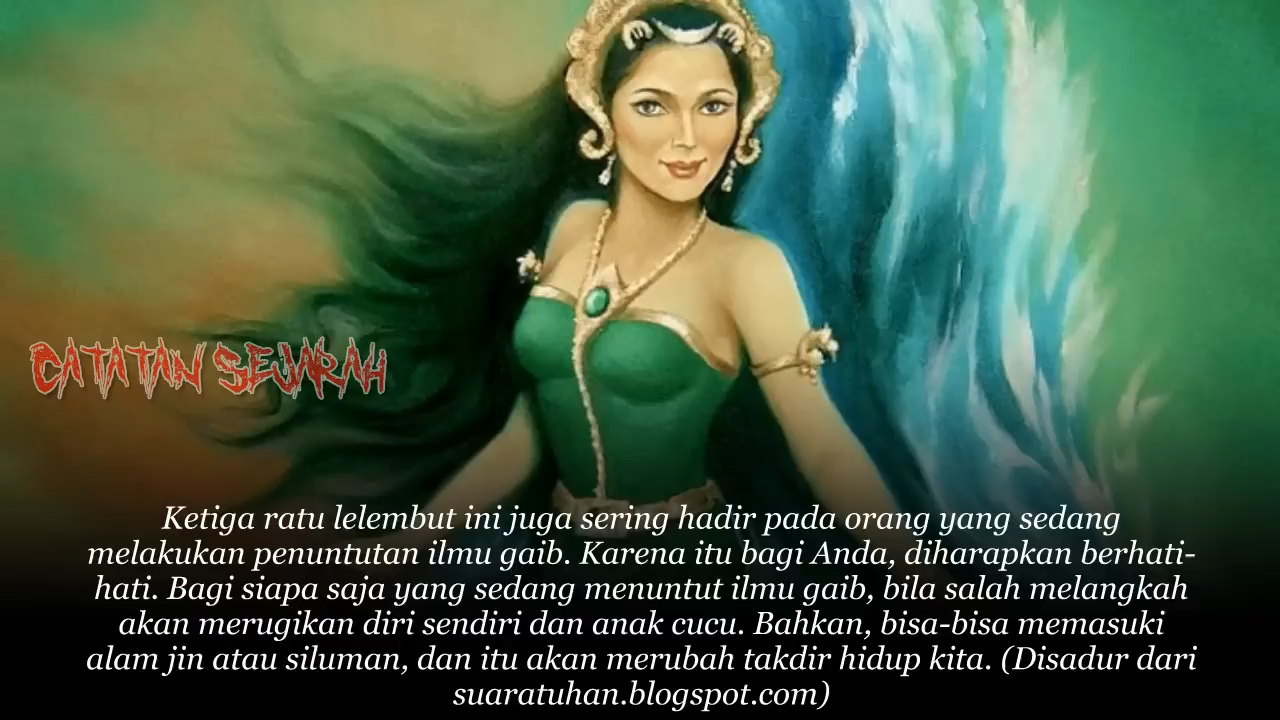 CATATAN SEJARAH
Ketiga ratu lelembut ini juga sering hadir pada orang yang sedang
melakukan penuntutan ilmu gaib. Karena itu bagi Anda, diharapkan berhati-
hati. Bagi siapa saja yang sedang menuntut ilmu gaib, bila salah melangkah
akan merugikan diri sendiri dan anak cucu. Bahkan, bisa-bisa memasuki
alam jin atau siluman, dan itu akan merubah takdir hidup kita. (Disadur dari
suaratuhan.blogspot.com)